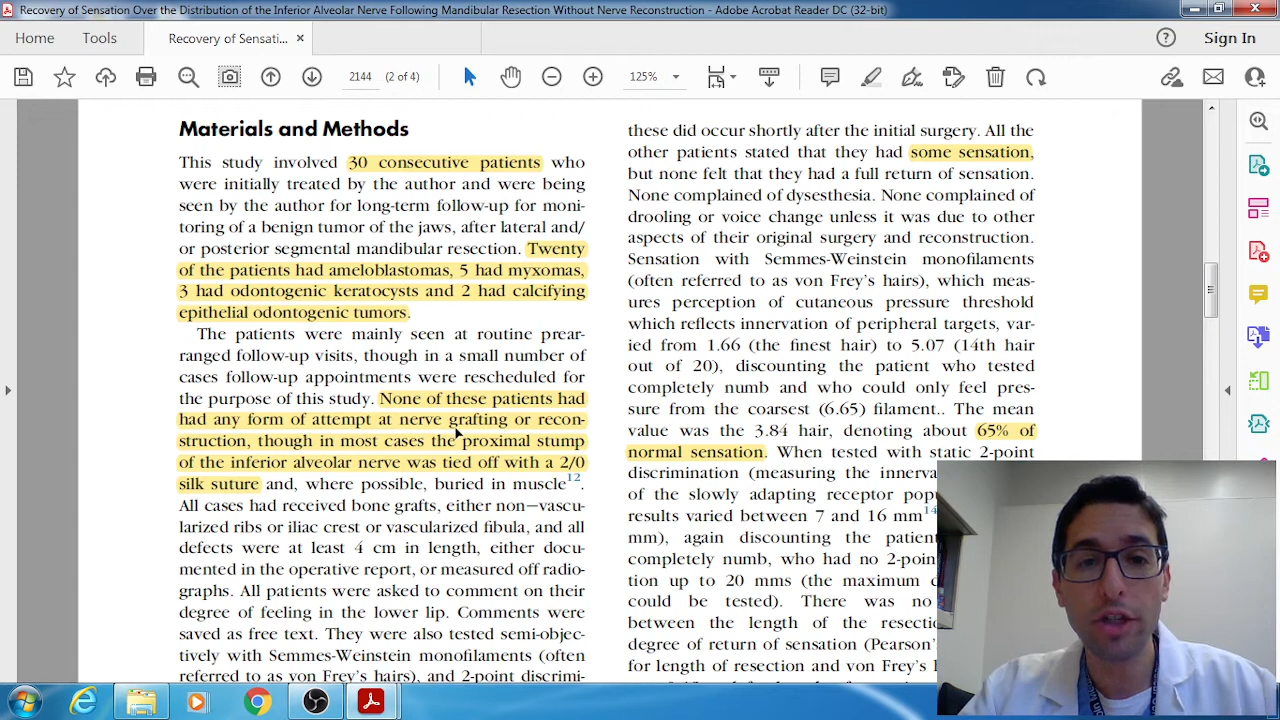 Recovery of Sensation Over the Distribution of the Inferior Alveolar Nerve Following Mandibular Resection Without Nerve Reconstruction - Adobe Acrobat Reader DC (32-bit)
Home Tools Recovery of Sensati... × Sign In
2144 (2 of 4) 125%
Materials and Methods
This study involved 30 consecutive patients who
were initially treated by the author and were being
seen by the author for long-term follow-up for moni-
toring of a benign tumor of the jaws, after lateral and/
or posterior segmental mandibular resection. Twenty
of the patients had ameloblastomas, 5 had myxomas,
3 had odontogenic keratocysts and 2 had calcifying
epithelial odontogenic tumors.
The patients were mainly seen at routine prear-
ranged follow-up visits, though in a small number of
cases follow-up appointments were rescheduled for
the purpose of this study. None of these patients had
had any form of attempt at nerve grafting or recon-
struction, though in most cases the proximal stump
of the inferior alveolar nerve was tied off with a 2/0
silk suture and, where possible, buried in muscle12.
All cases had received bone grafts, either non−vascu-
larized ribs or iliac crest or vascularized fibula, and all
defects were at least 4 cm in length, either docu-
mented in the operative report, or measured off radio-
graphs. All patients were asked to comment on their
degree of feeling in the lower lip. Comments were
saved as free text. They were also tested semi-objec-
tively with Semmes-Weinstein monofilaments (often
referred to as von Frey's hairs), and 2-point discrimi-
these did occur shortly after the initial surgery. All the
other patients stated that they had some sensation,
but none felt that they had a full return of sensation.
None complained of dysesthesia. None complained of
drooling or voice change unless it was due to other
aspects of their original surgery and reconstruction.
Sensation with Semmes-Weinstein monofilaments
(often referred to as von Frey's hairs), which meas-
ures perception of cutaneous pressure threshold
which reflects innervation of peripheral targets, var-
ied from 1.66 (the finest hair) to 5.07 (14th hair
out of 20), discounting the patient who tested
completely numb and who could only feel pres-
sure from the coarsest (6.65) filament.. The mean
value was the 3.84 hair, denoting about 65% of
normal sensation. When tested with static 2-point
discrimination (measuring the innerva
of the slowly adapting receptor pop
results varied between 7 and 16 mm14
mm), again discounting the patient
completely numb, who had no 2-poin
tion up to 20 mms (the maximum d
could be tested). There was no
between the length of the resecti
degree of return of sensation (Pearson'
for length of resection and von Frey's h